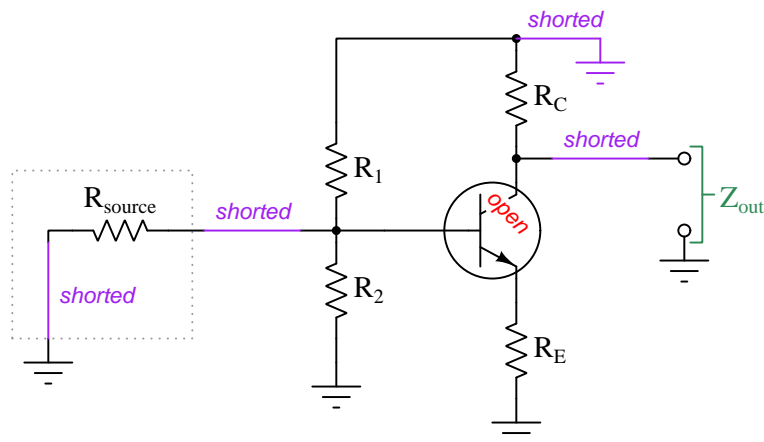 shorted
R_C
shorted
R_1
R_source
shorted
open
Z_out
shorted
R_2
R_E